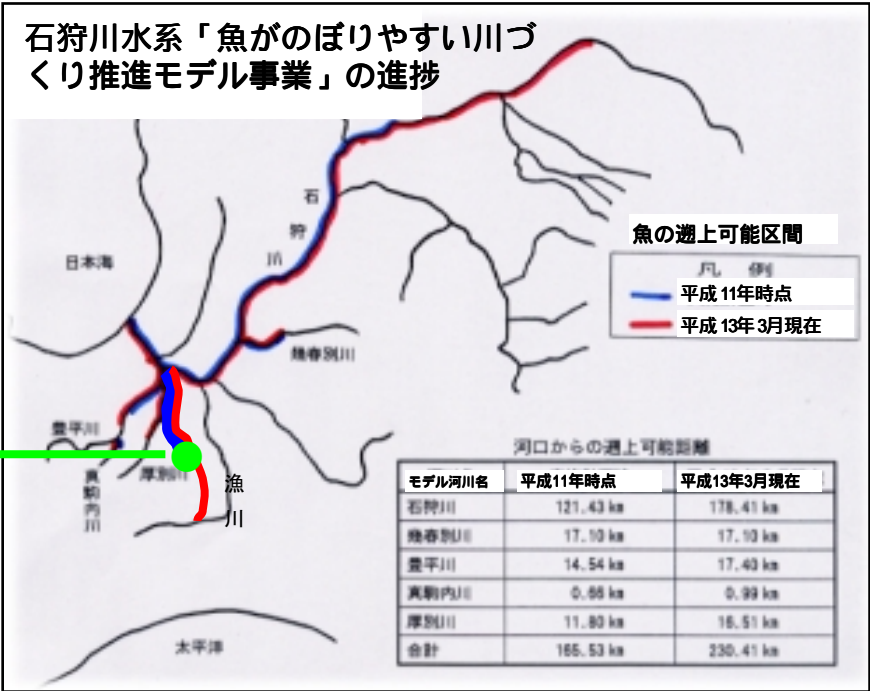 石狩川水系「魚がのぼりやすい川づ
くり推進モデル事業」の進捗
石狩川
日本海
魚の遡上可能区間
凡 例
平成11年時点
平成13年3月現在
幾春別川
豊平川
真駒内川
厚別川
漁川
太平洋
河口からの遡上可能距離
モデル河川名 平成11年時点 平成13年3月現在
石狩川 121.43 km 178.41 km
幾春別川 17.10 km 17.10 km
豊平川 14.54 km 17.40 km
真駒内川 0.66 km 0.99 km
厚別川 11.80 km 16.51 km
合計 165.53 km 230.41 km